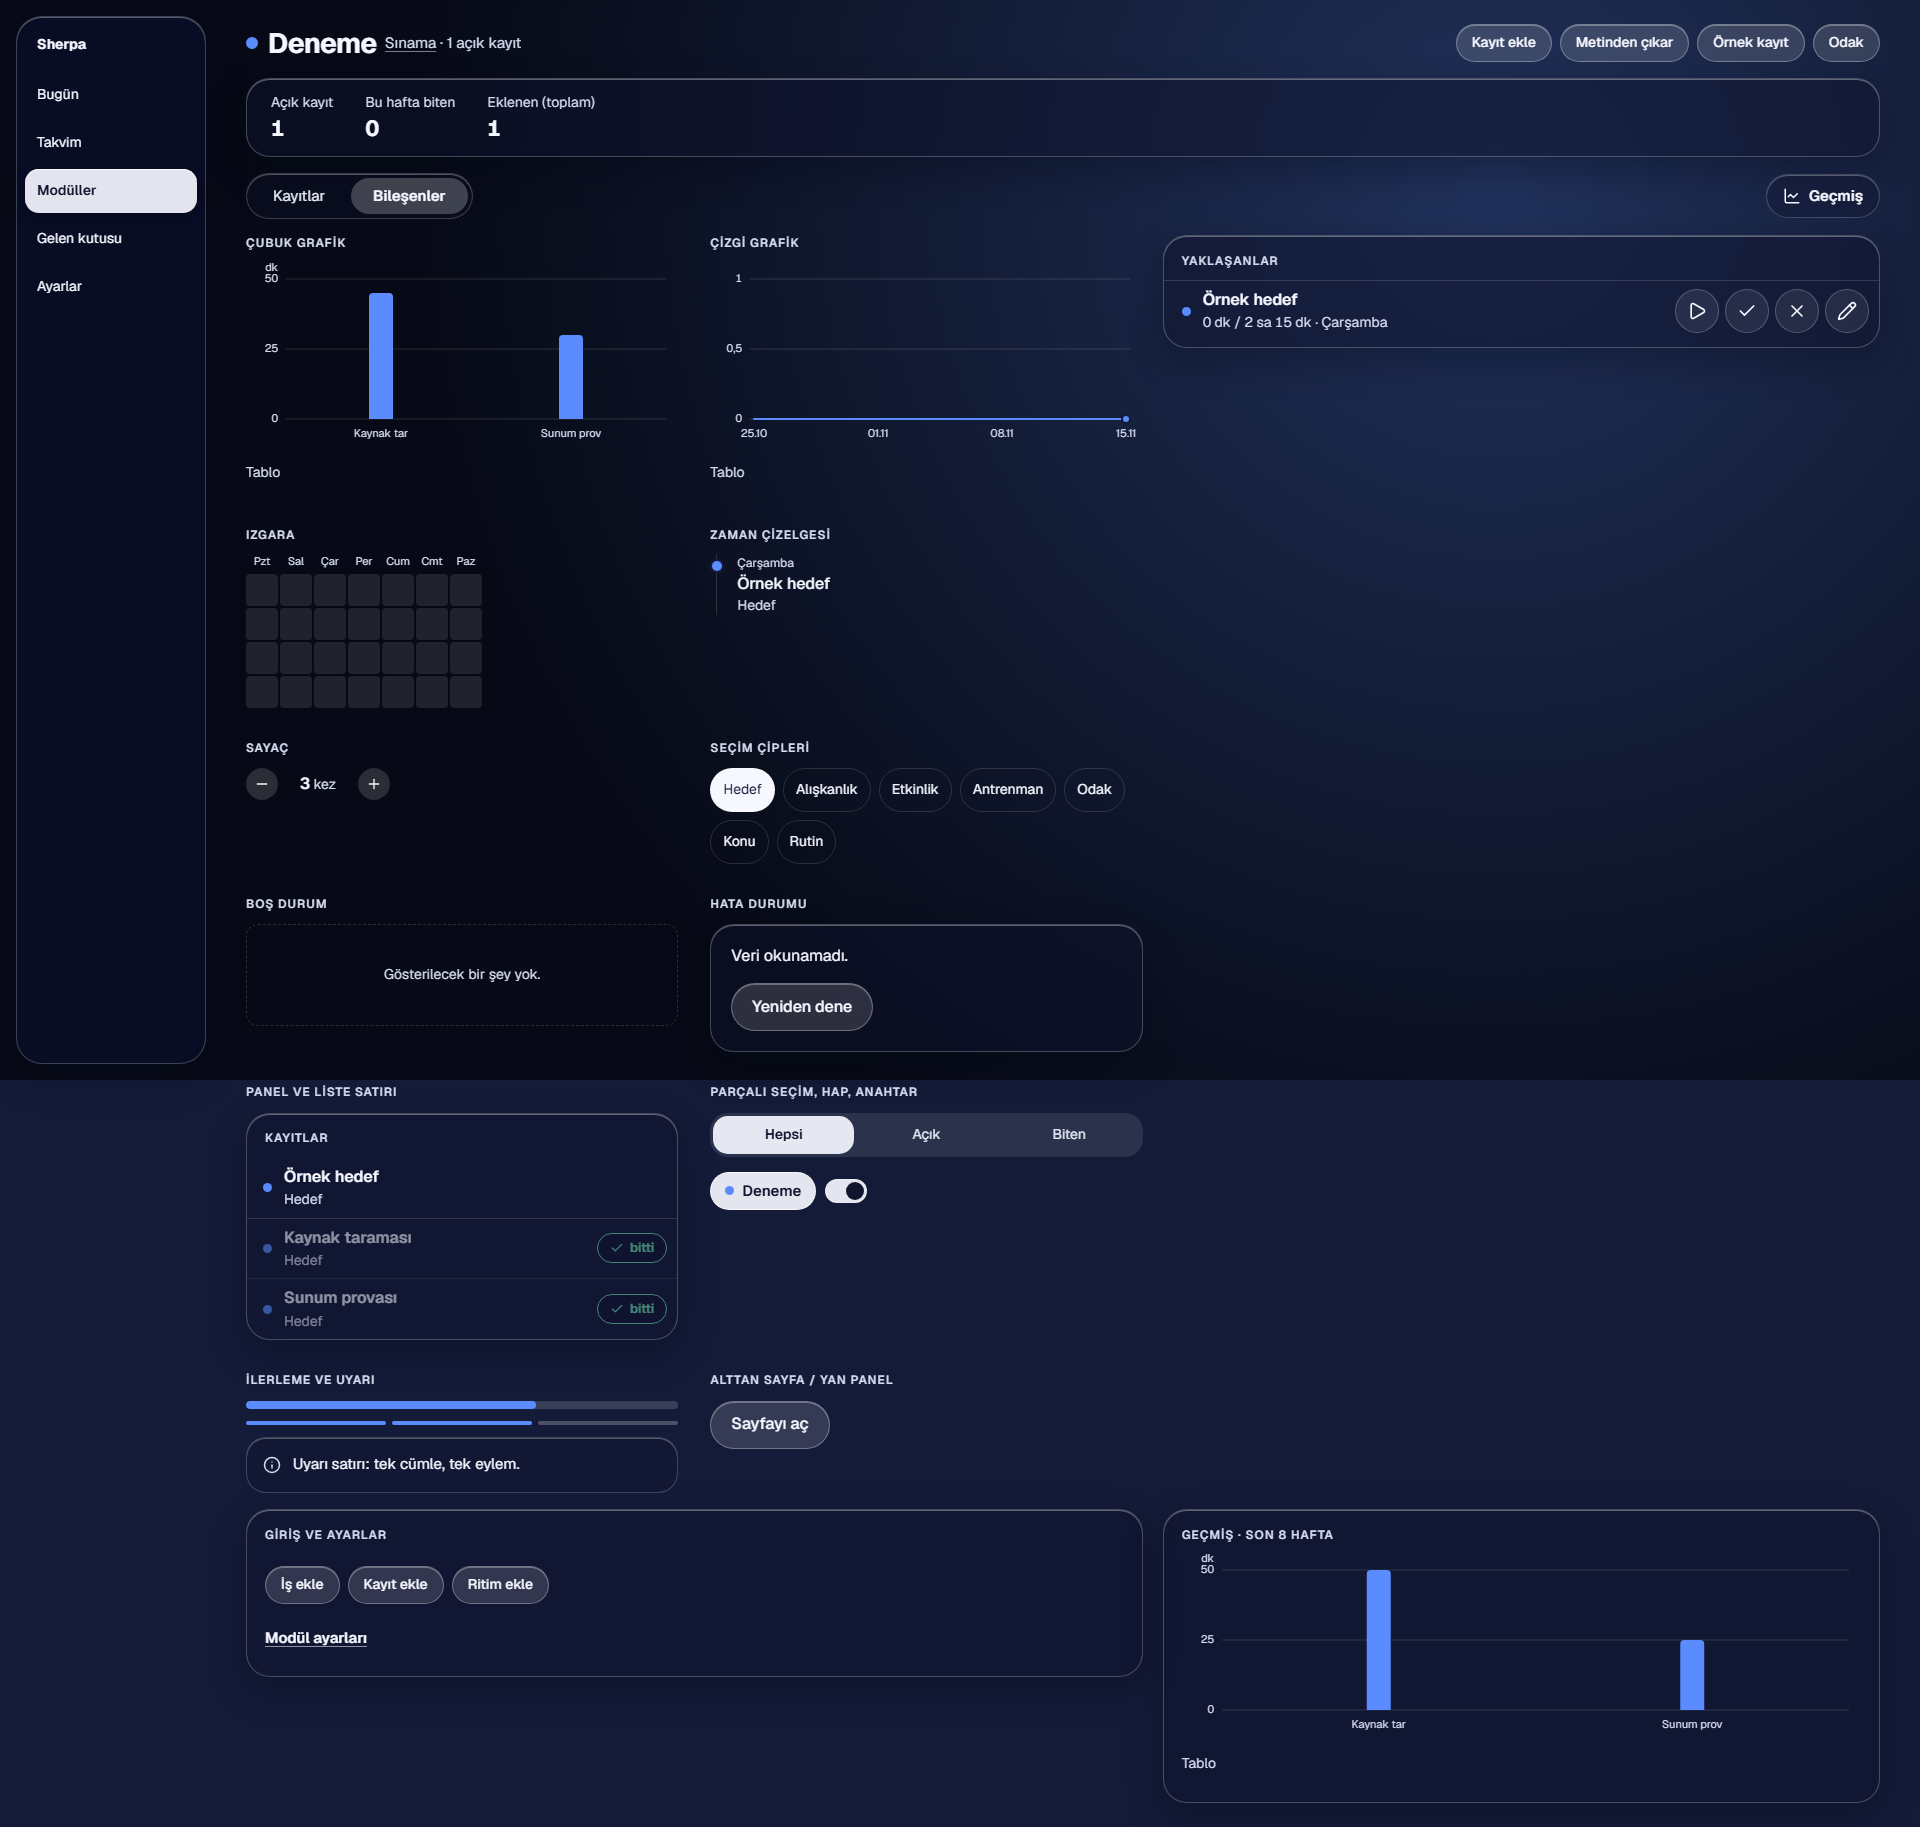 Sherpa
Bugün
Takvim
Modüller
Gelen kutusu
Ayarlar
Deneme Sınama · 1 açık kayıt
Kayıt ekle
Metinden çıkar
Örnek kayıt
Odak
Açık kayıt
1
Bu hafta biten
0
Eklenen (toplam)
1
Kayıtlar
Bileşenler
Geçmiş
ÇUBUK GRAFİK
dk
50
25
0
Kaynak tar
Sunum prov
Tablo
ÇİZGİ GRAFİK
1
0,5
0
25.10
01.11
08.11
15.11
Tablo
YAKLAŞANLAR
Örnek hedef
0 dk / 2 sa 15 dk · Çarşamba
IZGARA
Pzt Sal Çar Per Cum Cmt Paz
ZAMAN ÇİZELGESİ
Çarşamba
Örnek hedef
Hedef
SAYAÇ
3 kez
SEÇİM ÇİPLERİ
Hedef
Alışkanlık
Etkinlik
Antrenman
Odak
Konu
Rutin
BOŞ DURUM
Gösterilecek bir şey yok.
HATA DURUMU
Veri okunamadı.
Yeniden dene
PANEL VE LİSTE SATIRI
KAYITLAR
Örnek hedef
Hedef
Kaynak taraması
Hedef
bitti
Sunum provası
Hedef
bitti
PARÇALI SEÇİM, HAP, ANAHTAR
Hepsi
Açık
Biten
Deneme
İLERLEME VE UYARI
Uyarı satırı: tek cümle, tek eylem.
ALTTAN SAYFA / YAN PANEL
Sayfayı aç
GİRİŞ VE AYARLAR
İş ekle
Kayıt ekle
Ritim ekle
Modül ayarları
GEÇMİŞ · SON 8 HAFTA
dk
50
25
0
Kaynak tar
Sunum prov
Tablo